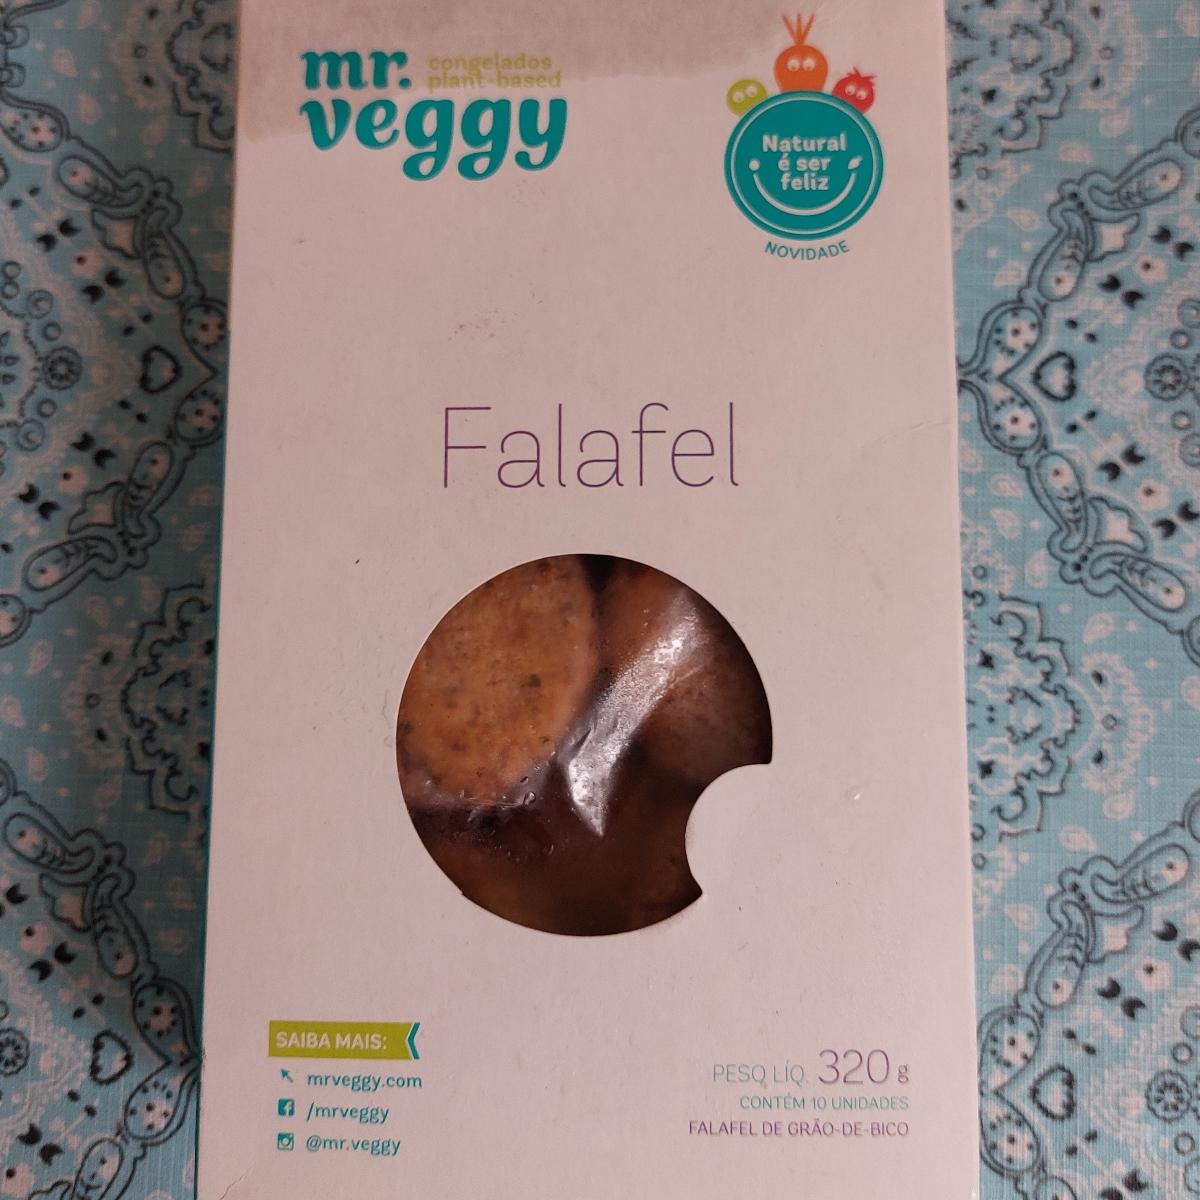 mr. congelados
plant-based
veggy
Natural
é ser
feliz
NOVIDADE
Falafel
SAIBA MAIS:
mrveggy.com
/mrveggy
@mr.veggy
PESO LÍQ. 320 g
CONTÉM 10 UNIDADES
FALAFEL DE GRÃO-DE-BICO